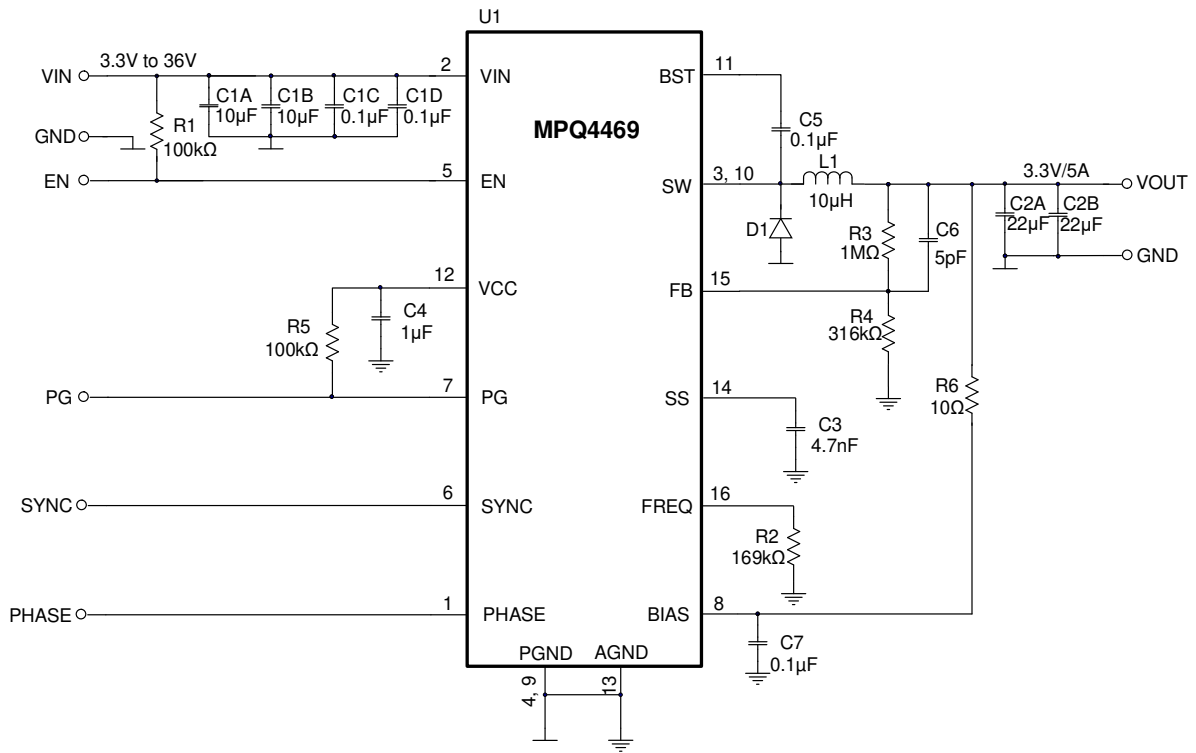 U1
MPQ4469
VIN
3.3V to 36V
2
VIN
C1A
10µF
C1B
10µF
C1C
0.1µF
C1D
0.1µF
GND
R1
100kΩ
EN
5
EN
12
VCC
C4
1µF
R5
100kΩ
PG
7
PG
SYNC
6
SYNC
PHASE
1
PHASE
BST
11
C5
0.1µF
SW
3, 10
L1
10µH
D1
3.3V/5A
VOUT
R3
1MΩ
C6
5pF
C2A
22µF
C2B
22µF
GND
FB
15
R4
316kΩ
SS
14
C3
4.7nF
R6
10Ω
FREQ
16
R2
169kΩ
BIAS
8
C7
0.1µF
PGND
AGND
4, 9
13